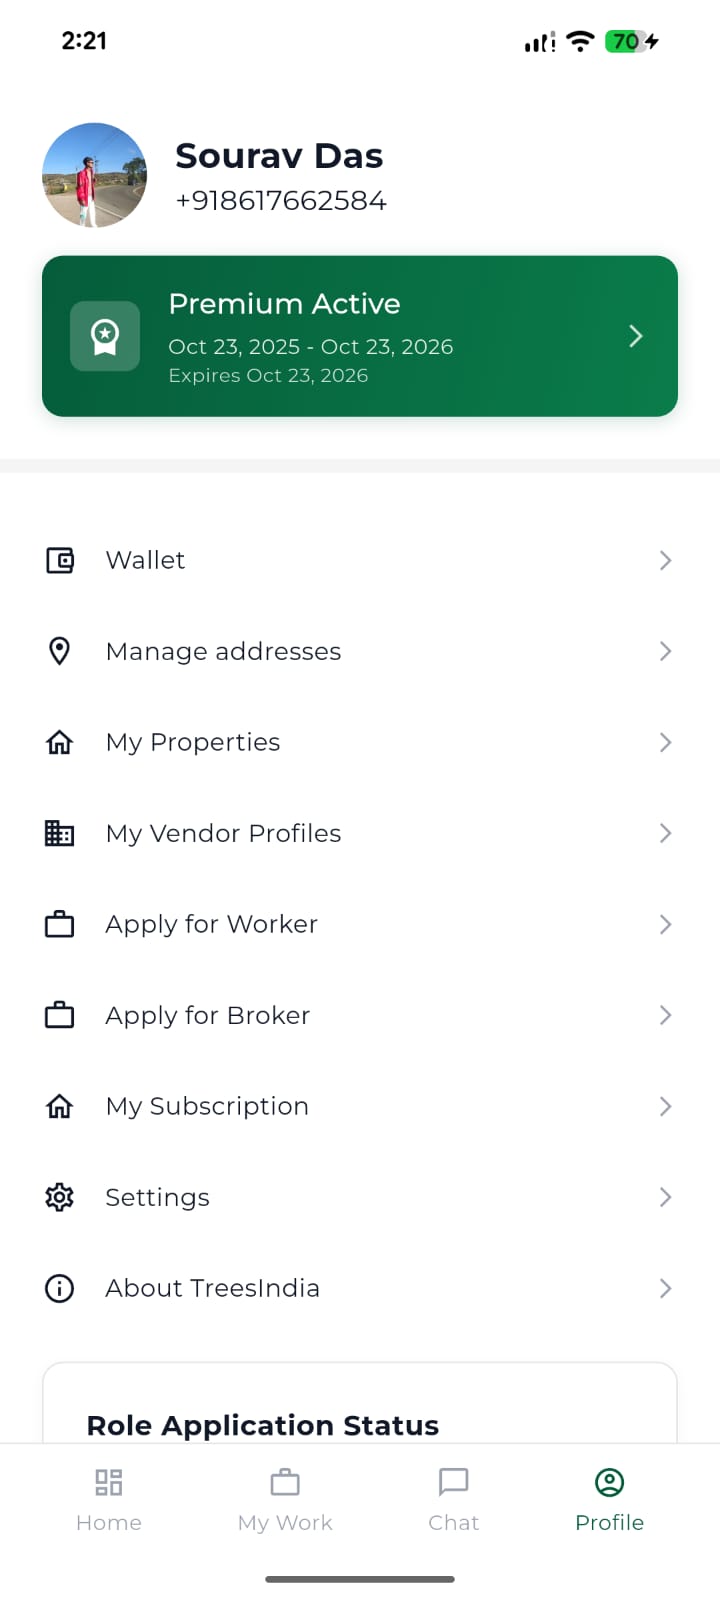 2:21
70
Sourav Das
+918617662584
Premium Active
Oct 23, 2025 - Oct 23, 2026
Expires Oct 23, 2026
Wallet
Manage addresses
My Properties
My Vendor Profiles
Apply for Worker
Apply for Broker
My Subscription
Settings
About TreesIndia
Role Application Status
Home
My Work
Chat
Profile